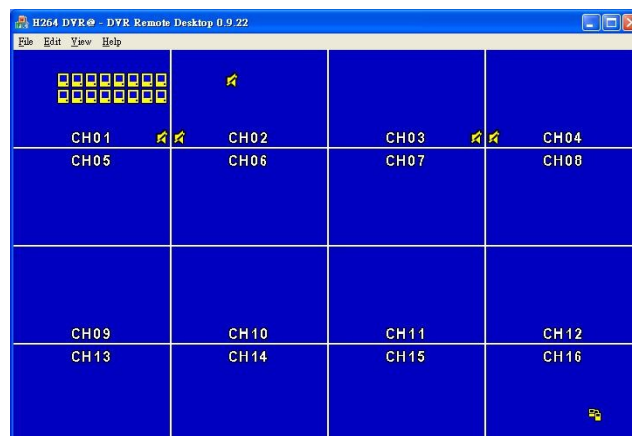 H264 DVR@ - DVR Remote Desktop 0.9.22
File Edit View Help
CH01 CH02 CH03 CH04
CH05 CH06 CH07 CH08
CH09 CH10 CH11 CH12
CH13 CH14 CH15 CH16